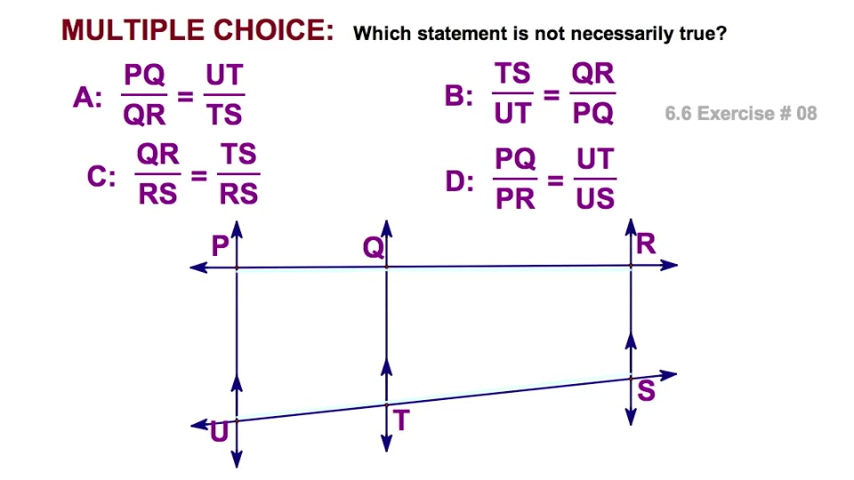 MULTIPLE CHOICE: Which statement is not necessarily true?
A: PQ/QR = UT/TS
B: TS/UT = QR/PQ
6.6 Exercise # 08
C: QR/RS = TS/RS
D: PQ/PR = UT/US
P Q R
U T S